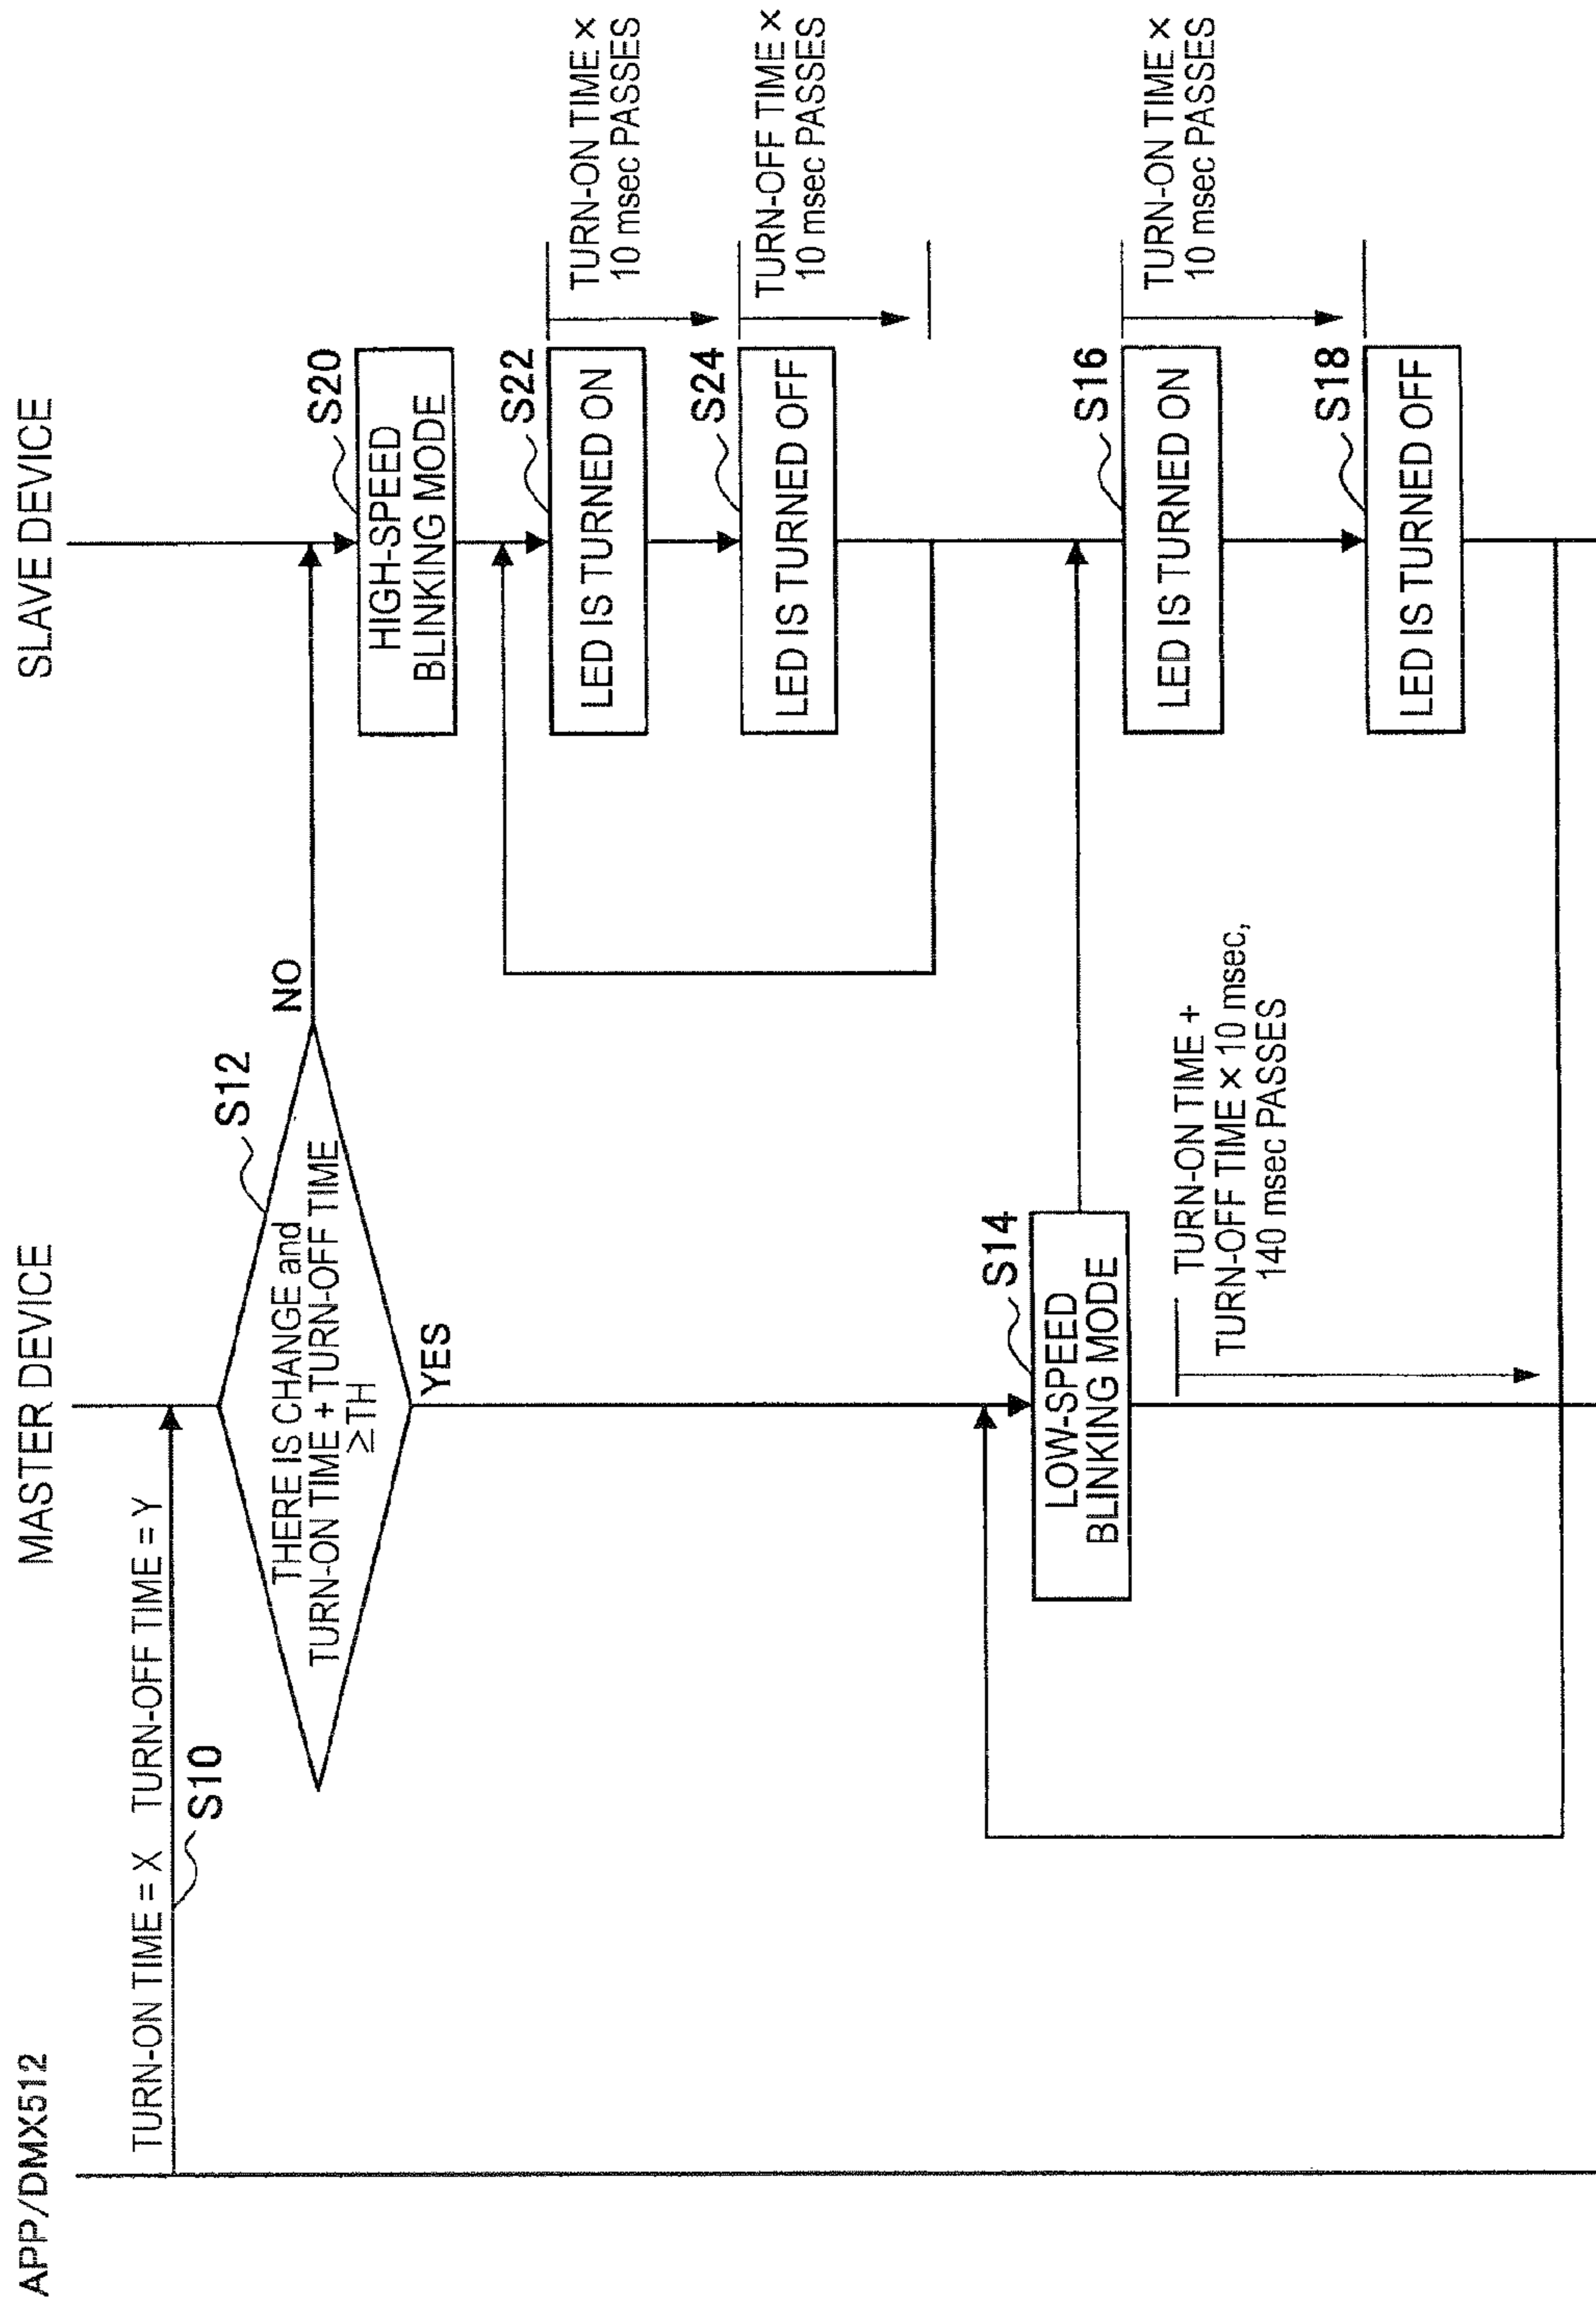 APP/DMX512
MASTER DEVICE
SLAVE DEVICE
TURN-ON TIME = X TURN-OFF TIME = Y
S10
S12
THERE IS CHANGE and
TURN-ON TIME + TURN-OFF TIME
≥TH
NO
YES
S20
HIGH-SPEED
BLINKING MODE
S22
LED IS TURNED ON
TURN-ON TIME ×
10 msec PASSES
S24
LED IS TURNED OFF
TURN-OFF TIME ×
10 msec PASSES
S14
LOW-SPEED
BLINKING MODE
TURN-ON TIME +
TURN-OFF TIME × 10 msec,
140 msec PASSES
S16
LED IS TURNED ON
TURN-ON TIME ×
10 msec PASSES
S18
LED IS TURNED OFF